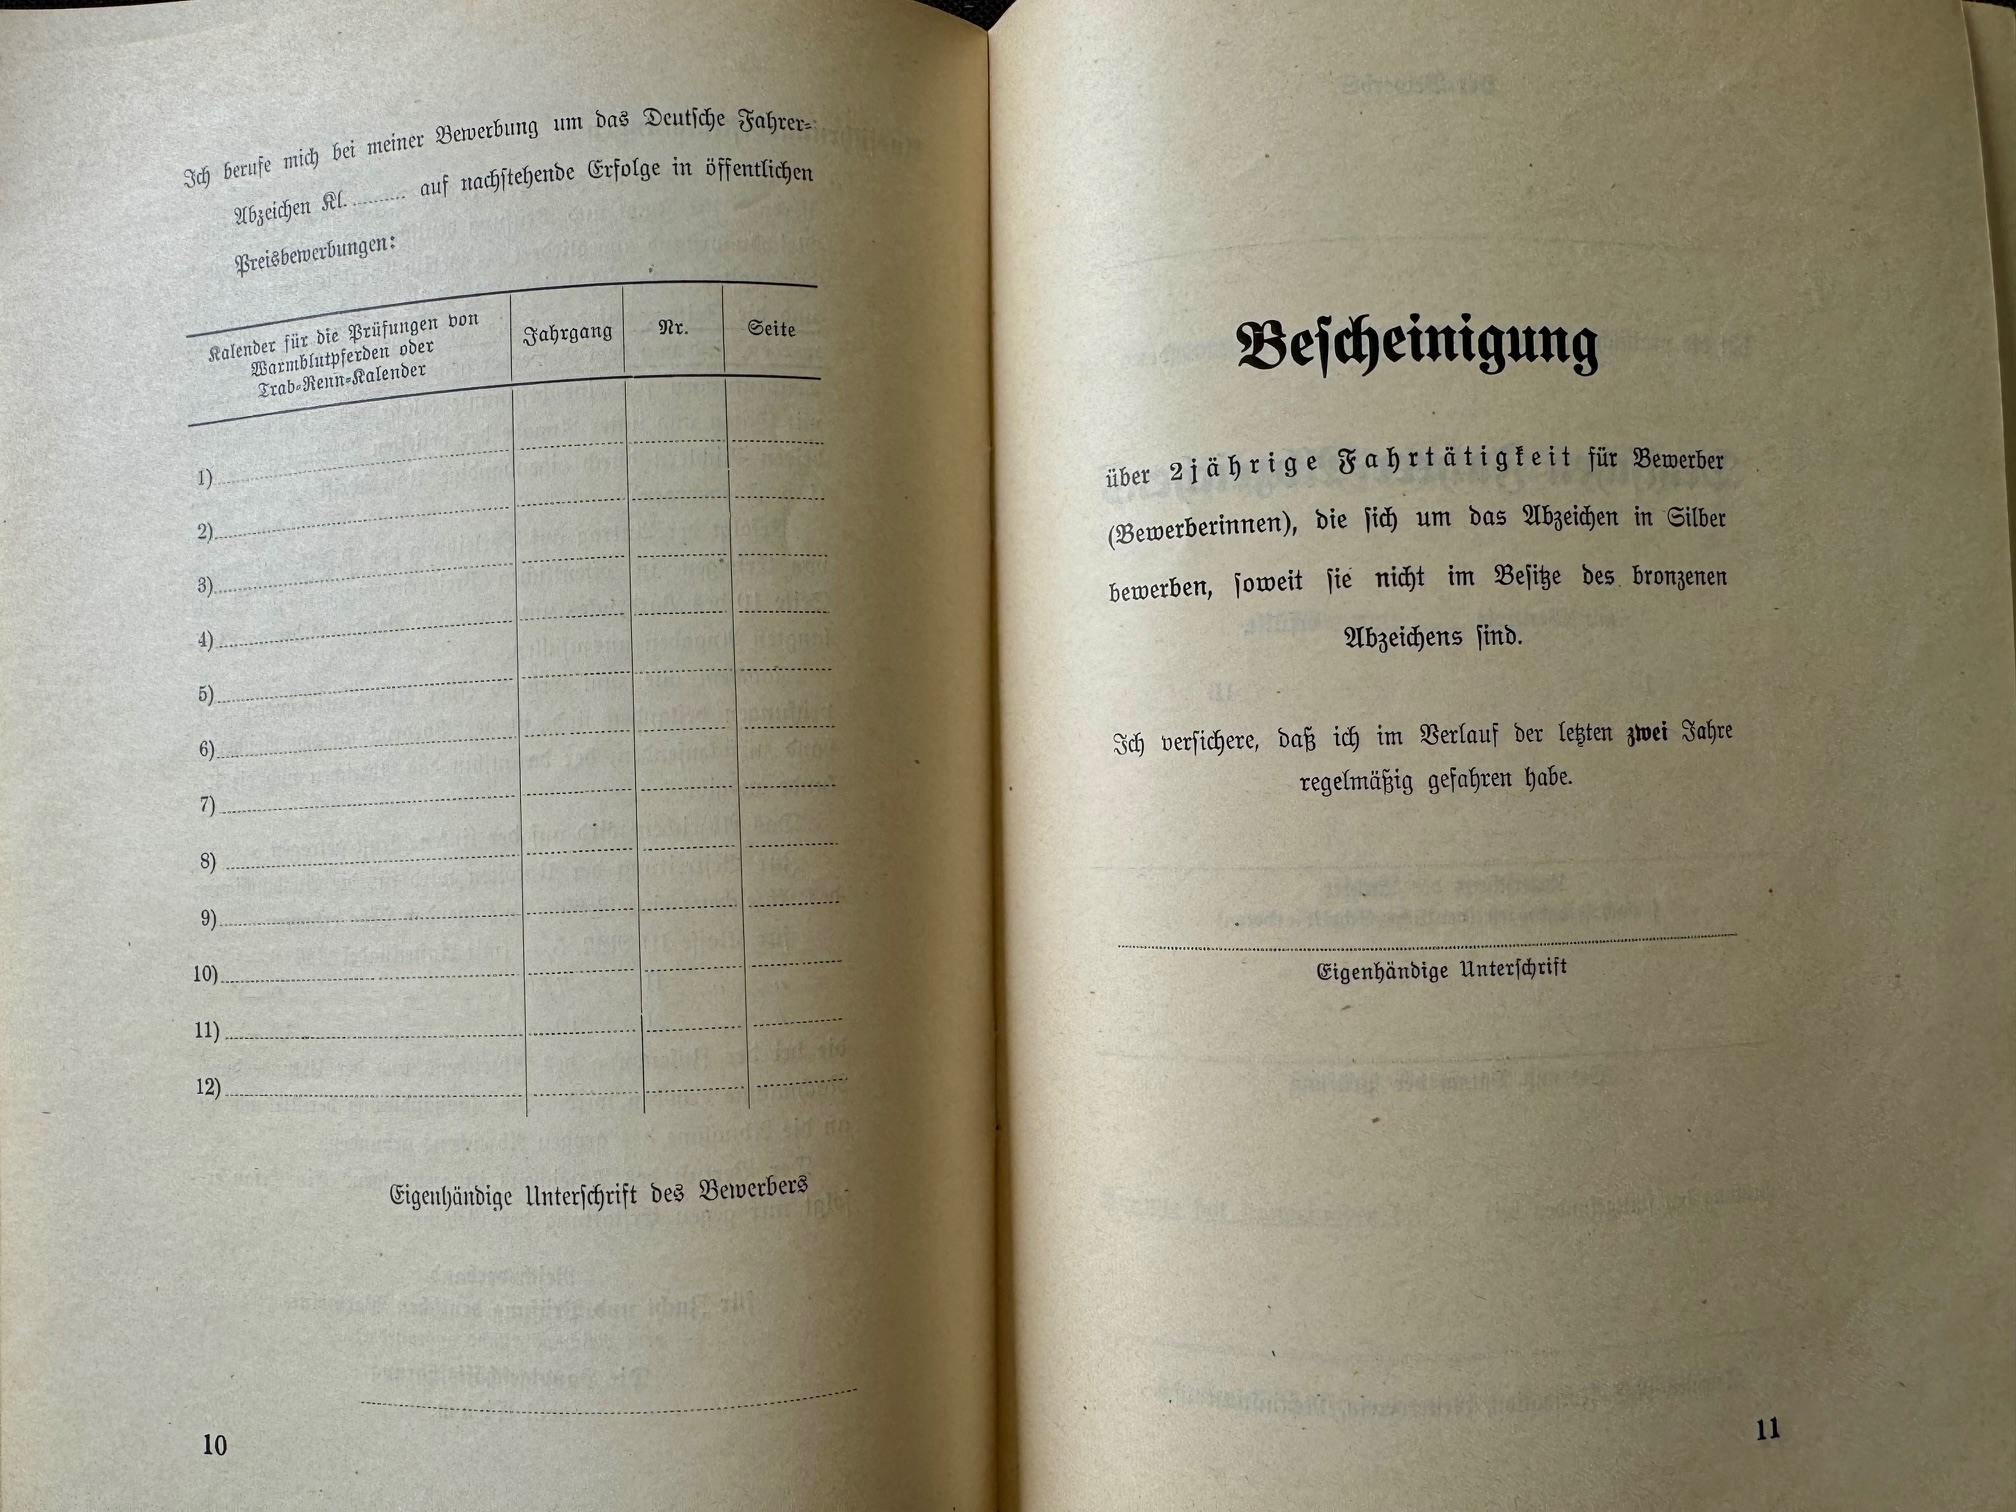 Ich berufe mich bei meiner Bewerbung um das Deutsche Fahrer-
Abzeichen Kl. .......... auf nachstehende Erfolge in öffentlichen
Preisbewerbungen:
Kalender für die Prüfungen von
Warmblutpferden oder
Trab-Renn-Kalender
Jahrgang
Nr.
Seite
1)
2)
3)
4)
5)
6)
7)
8)
9)
10)
11)
12)
Eigenhändige Unterschrift des Bewerbers
10
Bescheinigung
über 2jährige Fahrtätigkeit für Bewerber
(Bewerberinnen), die sich um das Abzeichen in Silber
bewerben, soweit sie nicht im Besitze des bronzenen
Abzeichens sind.
Ich versichere, daß ich im Verlauf der letzten zwei Jahre
regelmäßig gefahren habe.
Eigenhändige Unterschrift
11